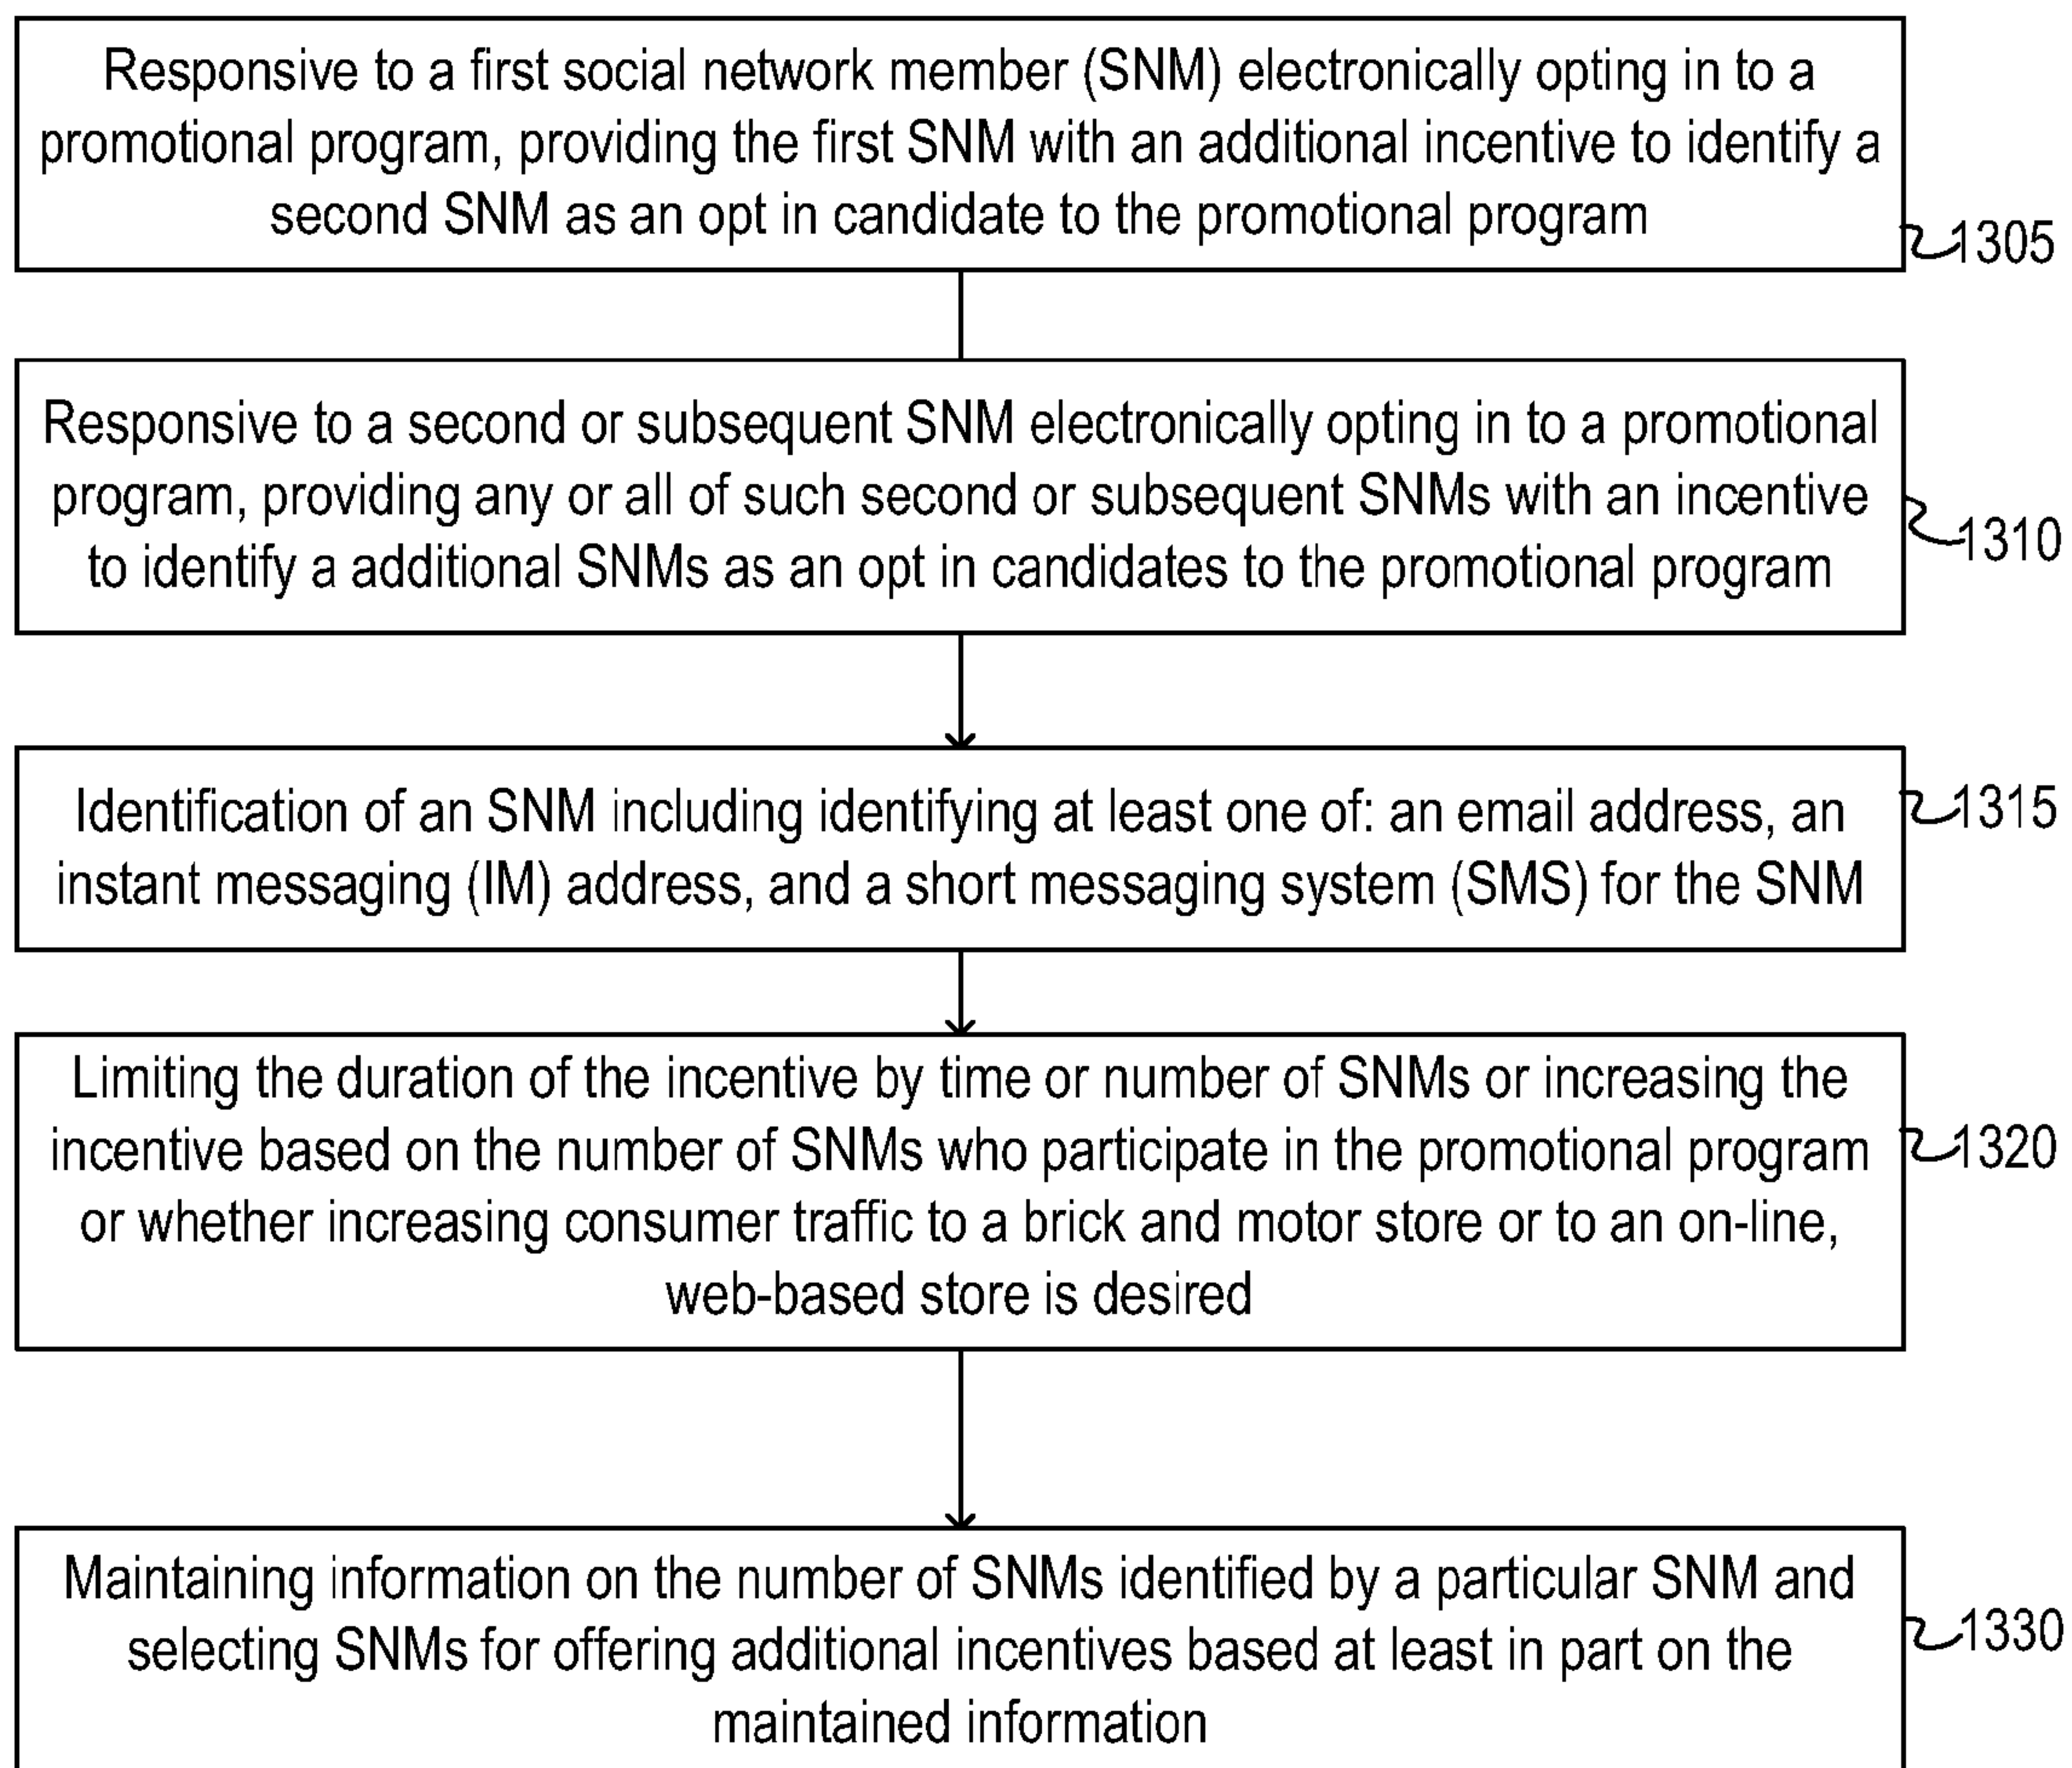 Responsive to a first social network member (SNM) electronically opting in to a
promotional program, providing the first SNM with an additional incentive to identify a
second SNM as an opt in candidate to the promotional program
1305
Responsive to a second or subsequent SNM electronically opting in to a promotional
program, providing any or all of such second or subsequent SNMs with an incentive
to identify a additional SNMs as an opt in candidates to the promotional program
1310
Identification of an SNM including identifying at least one of: an email address, an
instant messaging (IM) address, and a short messaging system (SMS) for the SNM
1315
Limiting the duration of the incentive by time or number of SNMs or increasing the
incentive based on the number of SNMs who participate in the promotional program
or whether increasing consumer traffic to a brick and motor store or to an on-line,
web-based store is desired
1320
Maintaining information on the number of SNMs identified by a particular SNM and
selecting SNMs for offering additional incentives based at least in part on the
maintained information
1330